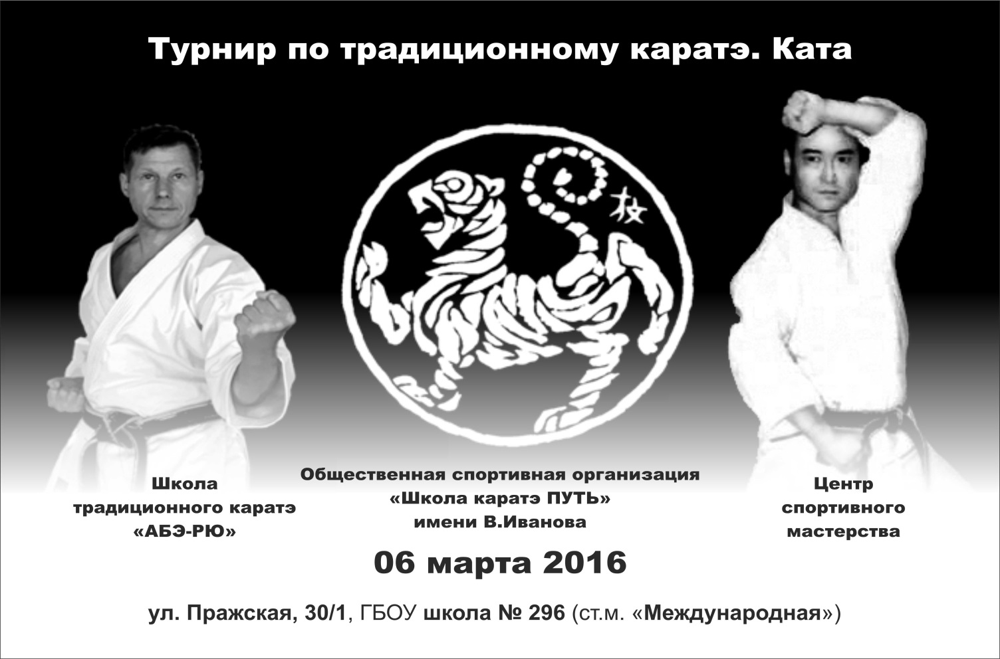 Турнир по традиционному каратэ. Ката
Школа
традиционного каратэ
«АБЭ-РЮ»
Общественная спортивная организация
«Школа каратэ ПУТЬ»
имени В.Иванова
Центр
спортивного
мастерства
06 марта 2016
ул. Пражская, 30/1, ГБОУ школа № 296 (ст.м. «Международная»)